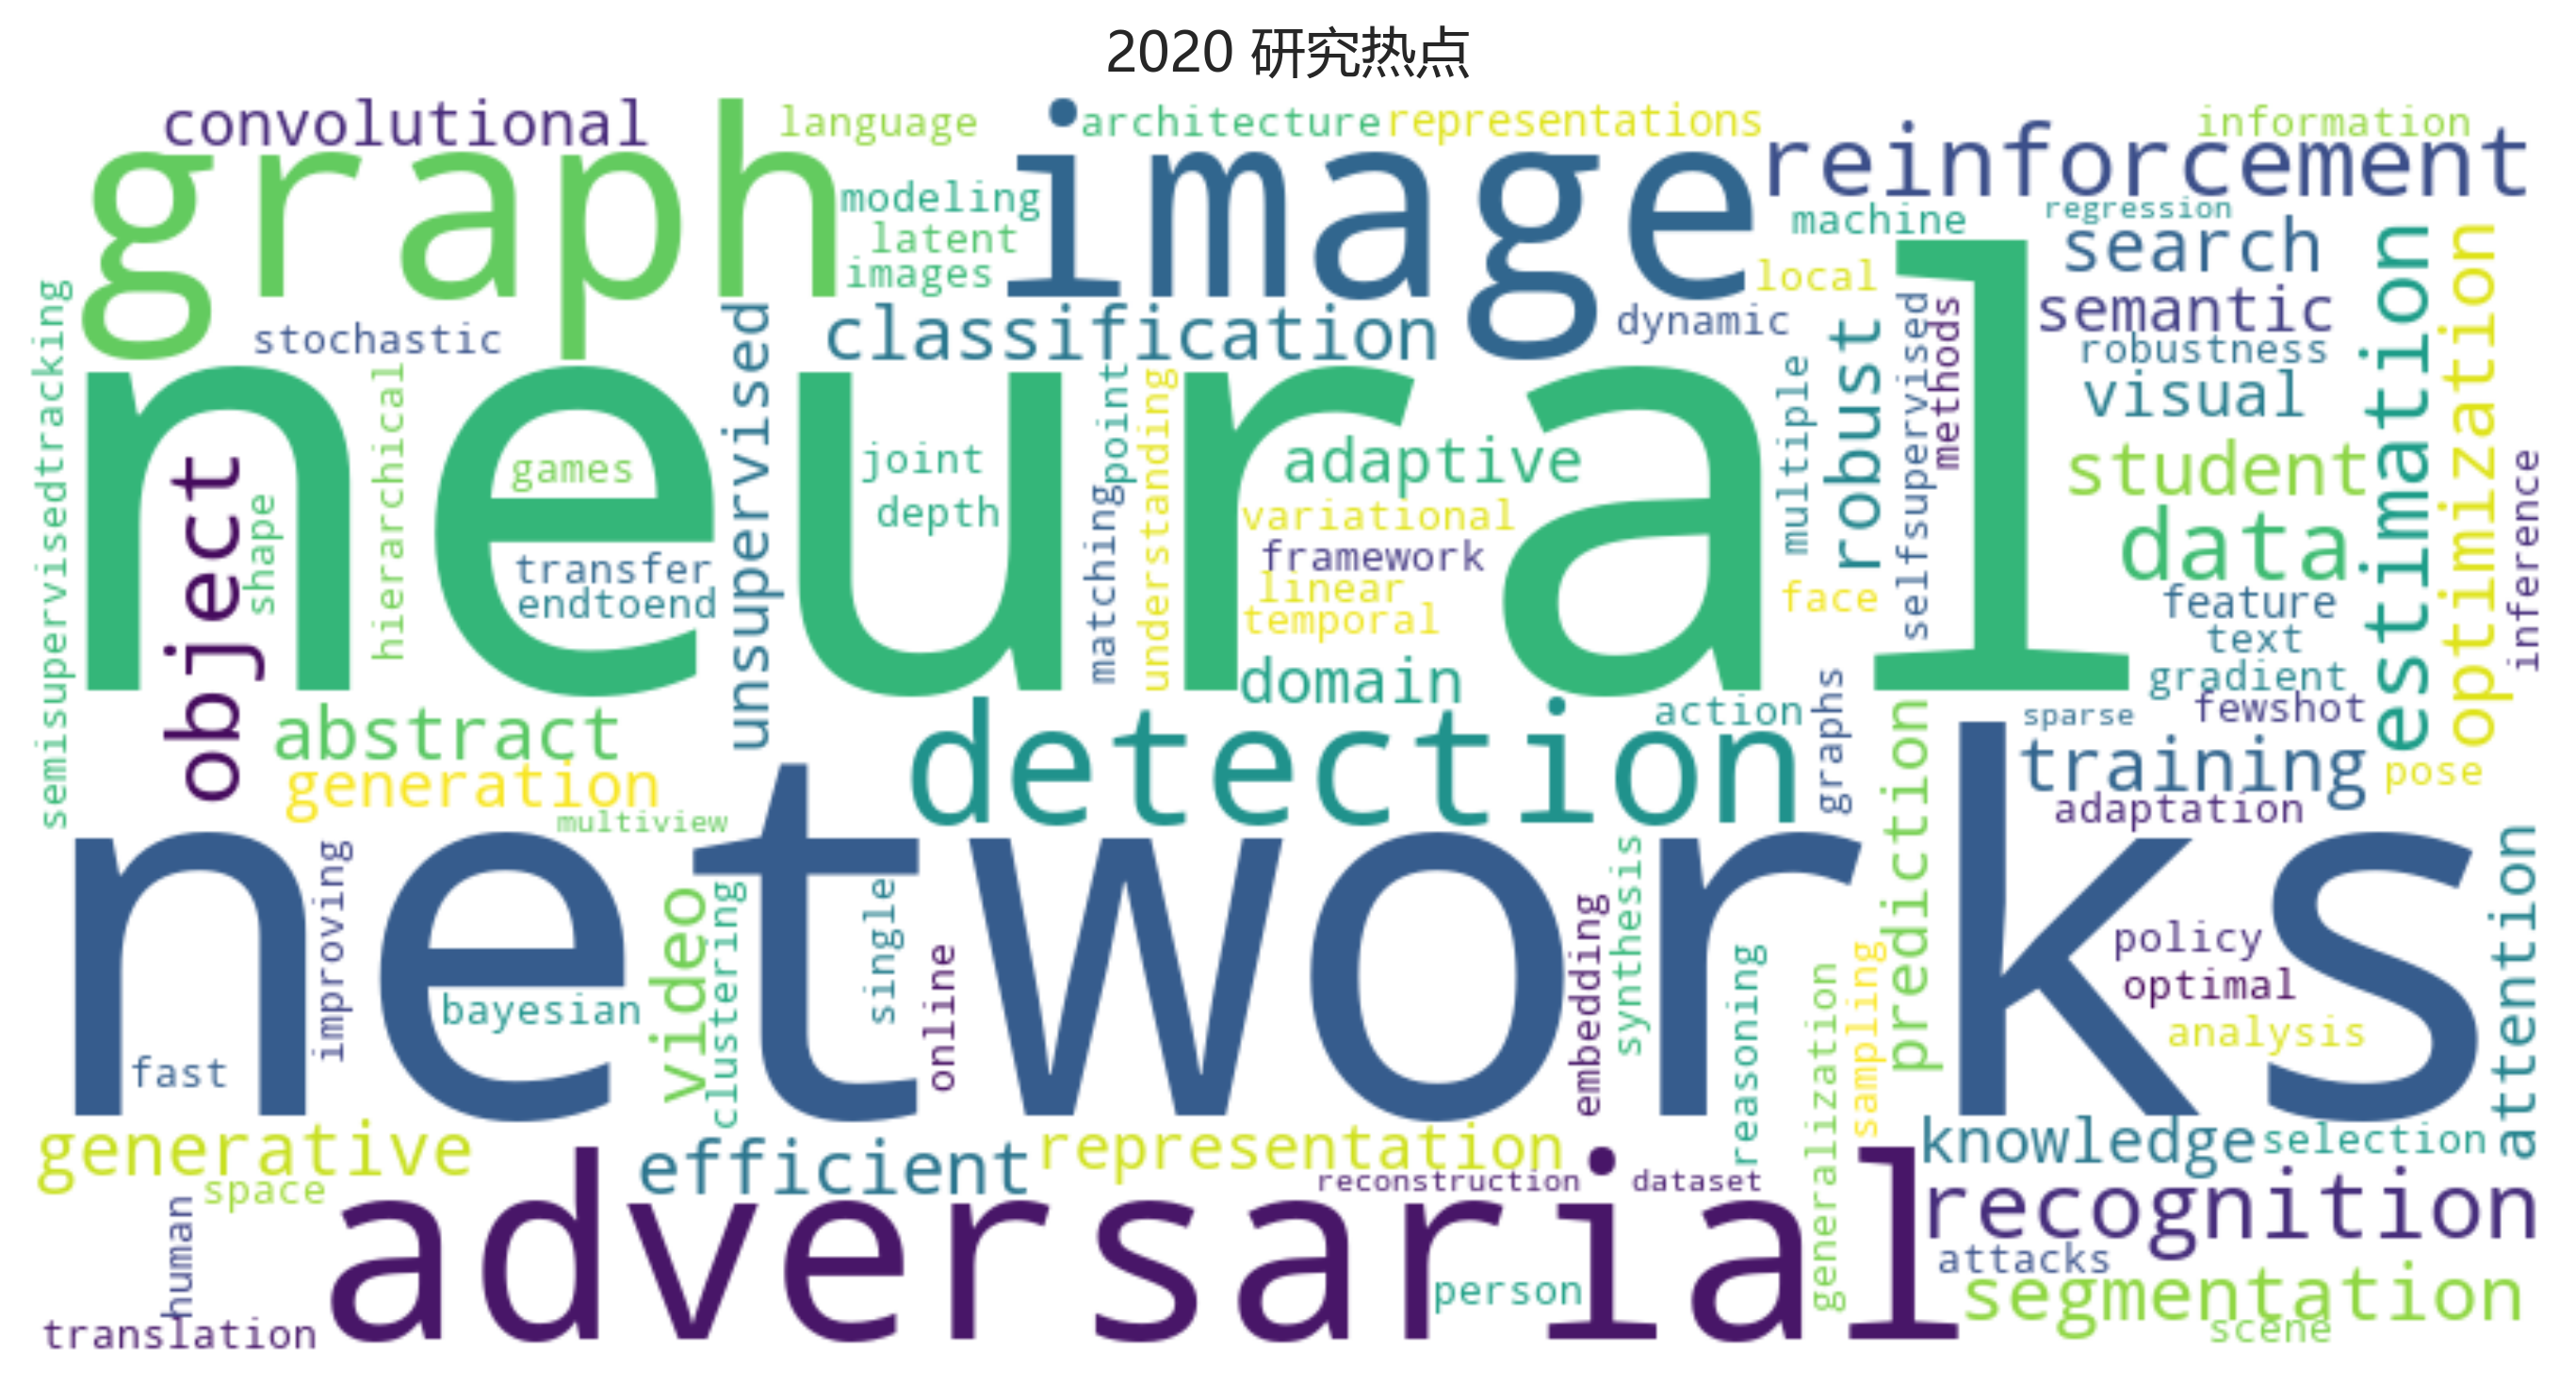 2020 研究热点
convolutional
language
architecture
representations
information
graph
image
reinforcement
modeling
latent
images
machine
regression
search
local
semantic
stochastic
classification
dynamic
robustness
visual
semisupervised
tracking
hierarchical
unsupervised
neural
point
understanding
matching
multiple
robust
selfsupervised
methods
estimation
optimization
inference
object
shape
games
joint
depth
adaptive
variational
framework
linear
temporal
student
data
transfer
endtoend
face
feature
text
gradient
fewshot
domain
abstract
generation
multiview
detection
action
graphs
sparse
training
pose
adaptation
prediction
networks
improving
video
clustering
single
online
embedding
synthesis
reasoning
generalization
sampling
attention
policy
optimal
analysis
bayesian
fast
generative
space
efficient
representation
reconstruction
dataset
knowledge
selection
human
adversarial
recognition
attacks
person
segmentation
scene
translation